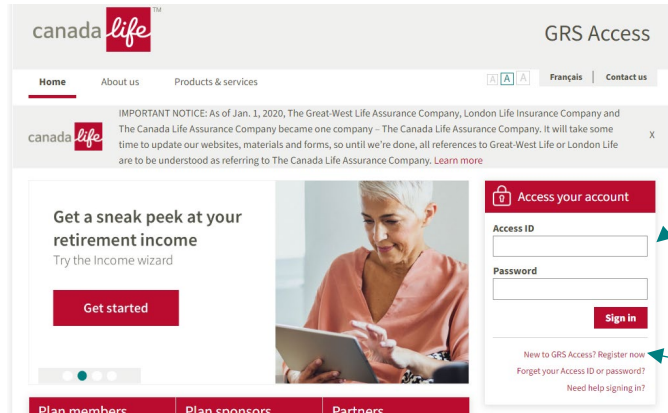 canada life ™
GRS Access
Home About us Products & services
A A A Français Contact us
IMPORTANT NOTICE: As of Jan. 1, 2020, The Great-West Life Assurance Company, London Life Insurance Company and
canada life The Canada Life Assurance Company became one company – The Canada Life Assurance Company. It will take some
time to update our websites, materials and forms, so until we're done, all references to Great-West Life or London Life X
are to be understood as referring to The Canada Life Assurance Company. Learn more
Get a sneak peek at your
retirement income
Try the Income wizard
Get started
Access your account
Access ID
Password
Sign in
New to GRS Access? Register now
Forget your Access ID or password?
Need help signing in?
Plan members Plan sponsors Partners